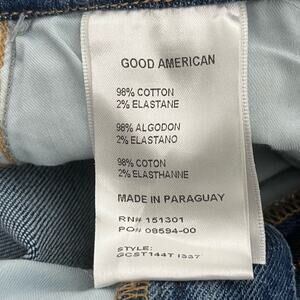 GOOD AMERICAN
98% COTTON
2% ELASTANE
98% ALGODON
2% ELASTANO
98% COTON
2% ELASTHANNE
MADE IN PARAGUAY
RN# 151301
PO# 08594-00
STYLE:
GCST144T I337